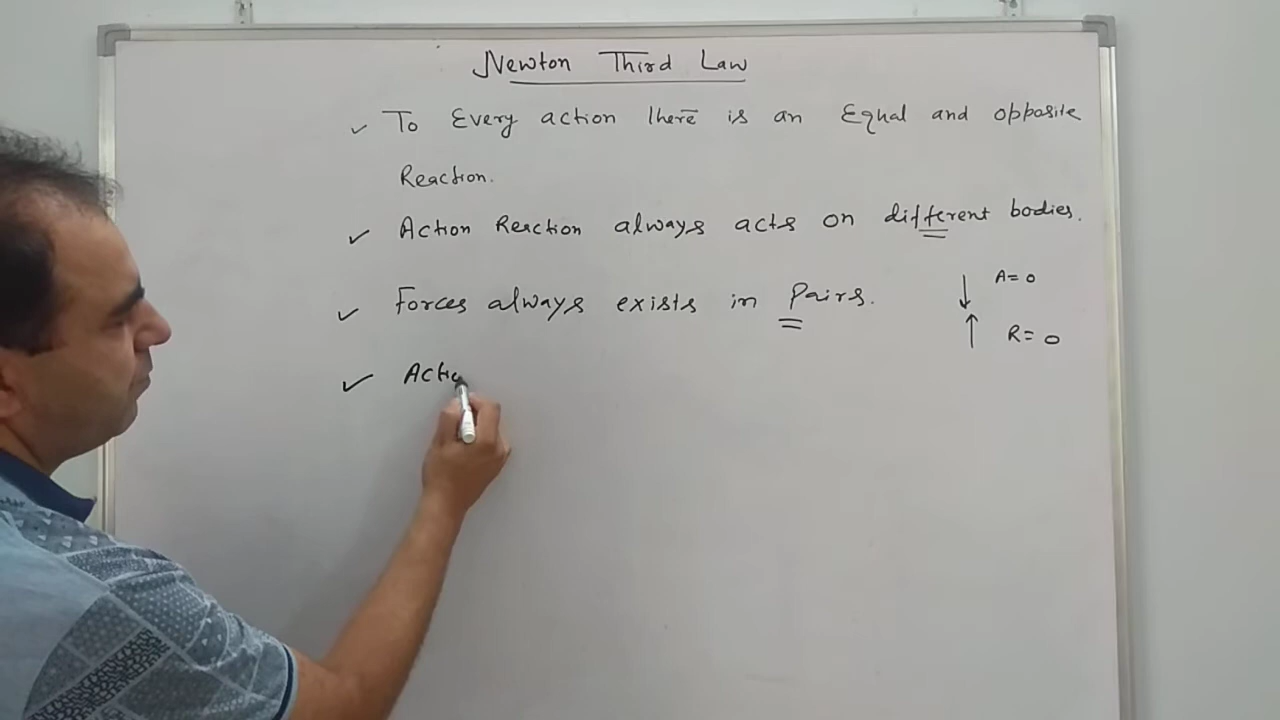 Newton Third Law
To Every action there is an Equal and opposite
Reaction.
Action Reaction always acts on different bodies.
Forces always exists in Pairs.
A= 0
R= 0
Actio